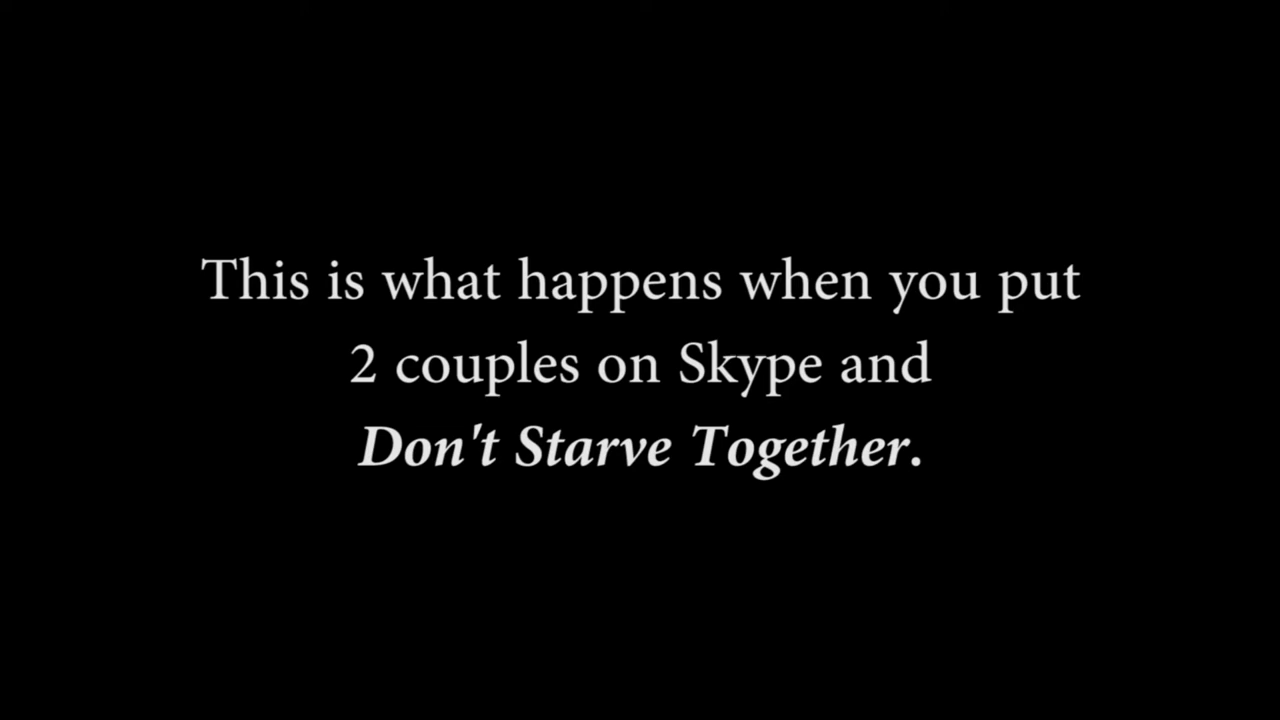 This is what happens when you put
2 couples on Skype and
Don't Starve Together.